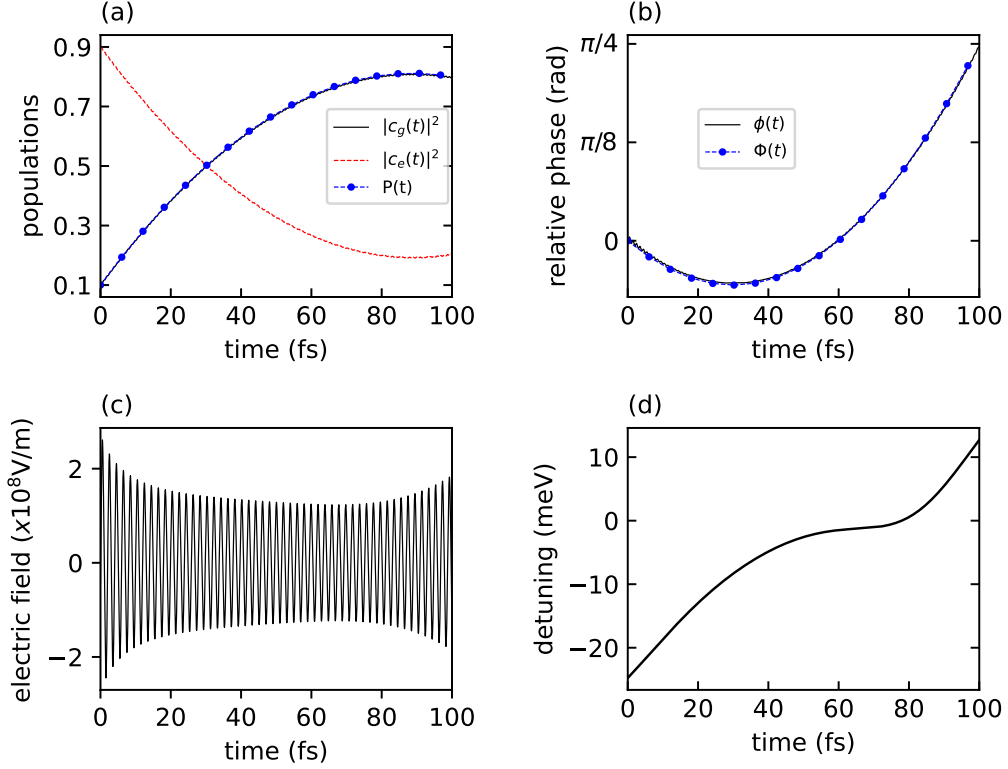 (a)
populations
0.9
0.7
0.5
0.3
0.1
|c_g(t)|²
|c_e(t)|²
P(t)
0 20 40 60 80 100
time (fs)
(b)
relative phase (rad)
π/4
π/8
0
ϕ(t)
Φ(t)
0 20 40 60 80 100
time (fs)
(c)
electric field (x10⁸V/m)
2
0
−2
0 20 40 60 80 100
time (fs)
(d)
detuning (meV)
10
0
−10
−20
0 20 40 60 80 100
time (fs)